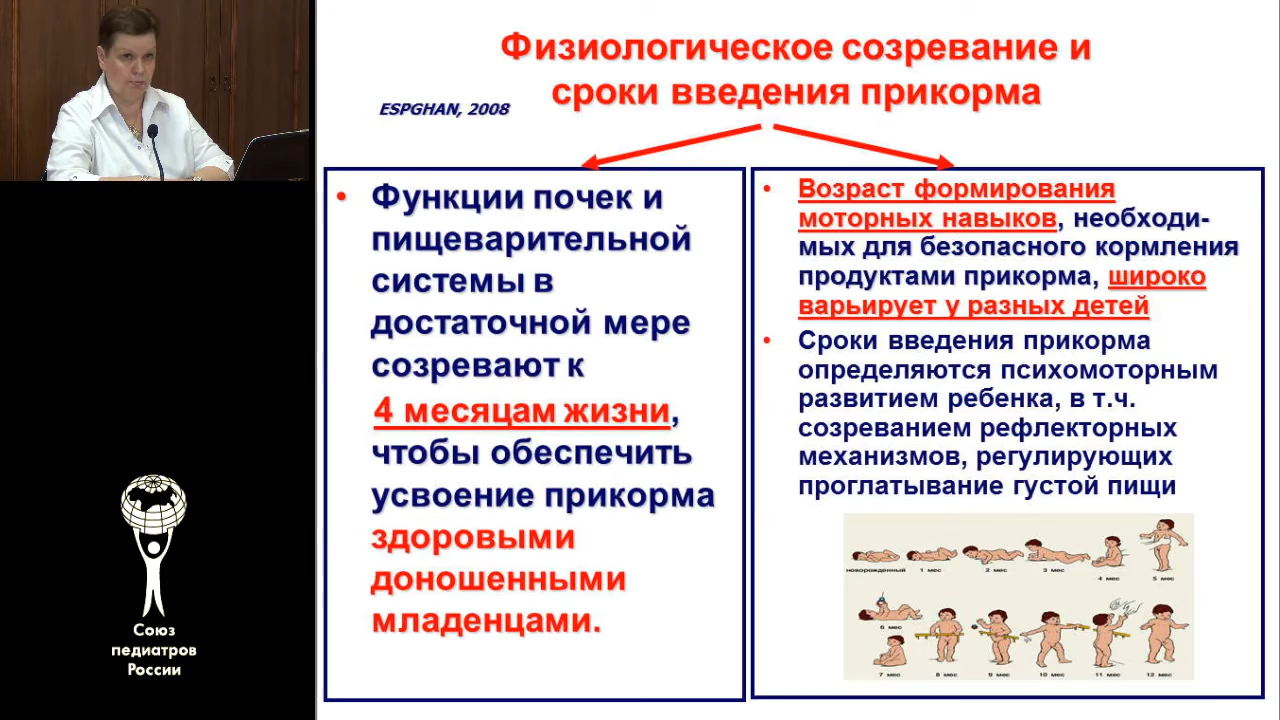 Физиологическое созревание и
сроки введения прикорма
ESPGHAN, 2008
• Функции почек и
пищеварительной
системы в
достаточной мере
созревают к
4 месяцам жизни,
чтобы обеспечить
усвоение прикорма
здоровыми
доношенными
младенцами.
• Возраст формирования
моторных навыков, необходи-
мых для безопасного кормления
продуктами прикорма, широко
варьирует у разных детей
• Сроки введения прикорма
определяются психомоторным
развитием ребенка, в т.ч.
созреванием рефлекторных
механизмов, регулирующих
проглатывание густой пищи
новорожденный 1 мес 2 мес 3 мес 4 мес 5 мес
6 мес
7 мес 8 мес 9 мес 10 мес 11 мес 12 мес
Союз
педиатров
России